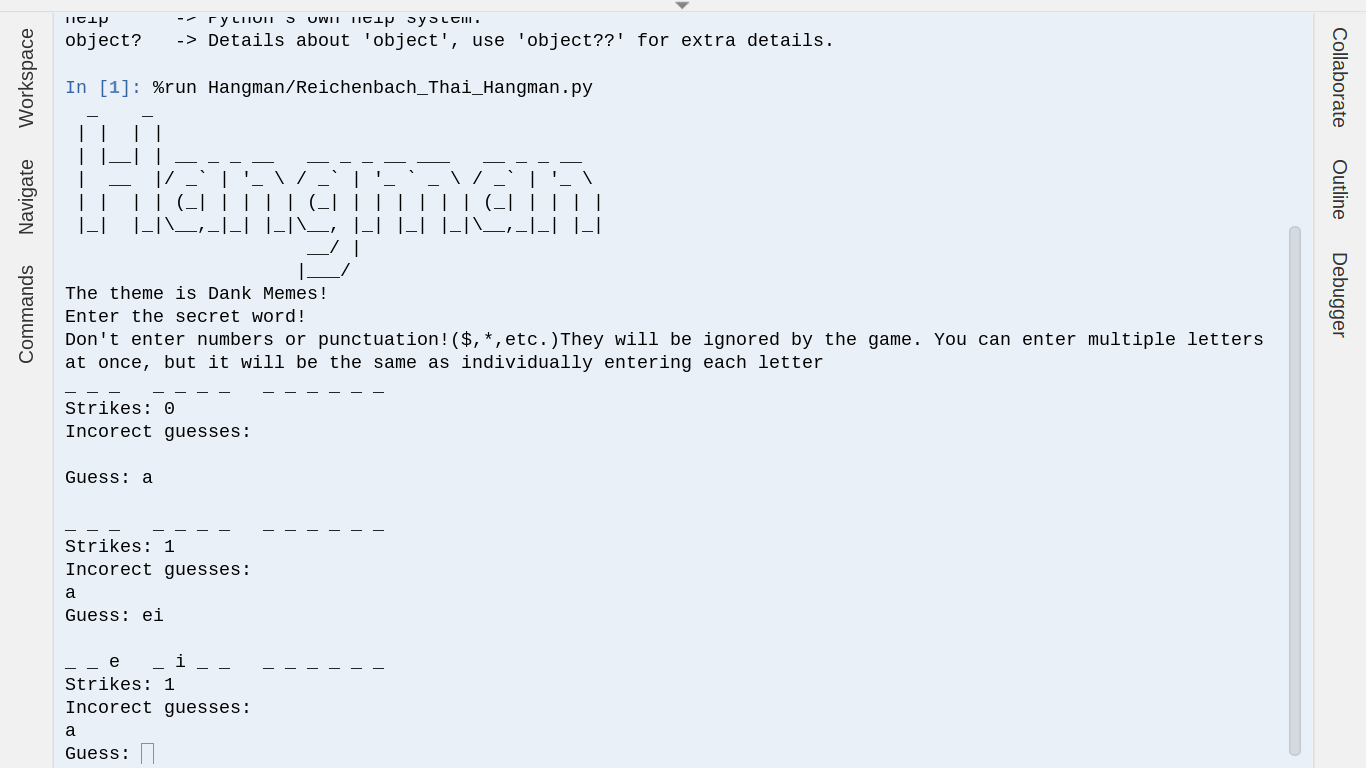 help      -> Python's own help system.
object?   -> Details about 'object', use 'object??' for extra details.
In [1]: %run Hangman/Reichenbach_Thai_Hangman.py
  _    _
 | |  | |
 | |__| | __ _ _ __   __ _ _ __ ___   __ _ _ __
 |  __  |/ _` | '_ \ / _` | '_ ` _ \ / _` | '_ \
 | |  | | (_| | | | | (_| | | | | | | (_| | | | |
 |_|  |_|\__,_|_| |_|\__, |_| |_| |_|\__,_|_| |_|
                      __/ |
                     |___/
The theme is Dank Memes!
Enter the secret word!
Don't enter numbers or punctuation!($,*,etc.)They will be ignored by the game. You can enter multiple letters
at once, but it will be the same as individually entering each letter
_ _ _   _ _ _ _   _ _ _ _ _ _
Strikes: 0
Incorect guesses:
Guess: a
_ _ _   _ _ _ _   _ _ _ _ _ _
Strikes: 1
Incorect guesses:
a
Guess: ei
_ _ e   _ i _ _   _ _ _ _ _ _
Strikes: 1
Incorect guesses:
a
Guess:
Workspace
Navigate
Commands
Collaborate
Outline
Debugger